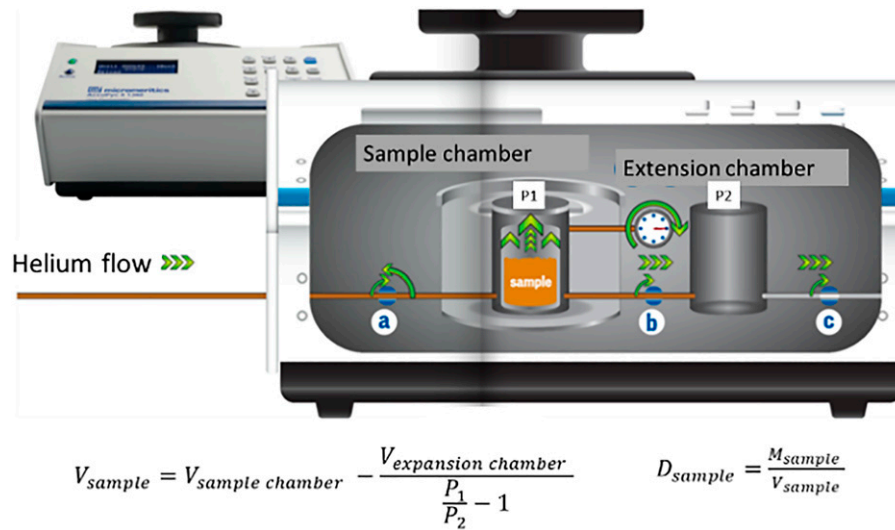 micromeritics
Sample chamber
Extension chamber
P1
P2
Helium flow
sample
a
b
c
V_sample = V_sample chamber − V_expansion chamber / (P_1/P_2 − 1)
D_sample = M_sample / V_sample